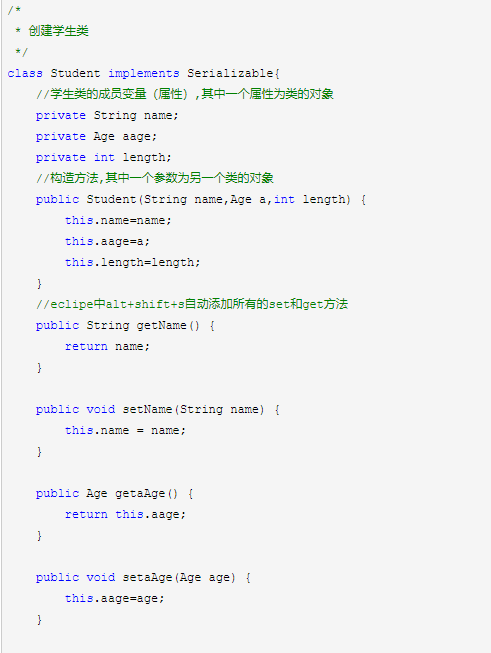 /*
 * 创建学生类
 */
class Student implements Serializable{
    //学生类的成员变量（属）,其中一个属性为类的对象
    private String name;
    private Age aage;
    private int length;
    //构造方法,其中一个参数为另一个类的对象
    public Student(String name,Age a,int length) {
        this.name=name;
        this.aage=a;
        this.length=length;
    }
    //eclipe中alt+shift+s自动添加所有的set和get方法
    public String getName() {
        return name;
    }

    public void setName(String name) {
        this.name = name;
    }

    public Age getaAge() {
        return this.aage;
    }

    public void setaAge(Age age) {
        this.aage=age;
    }